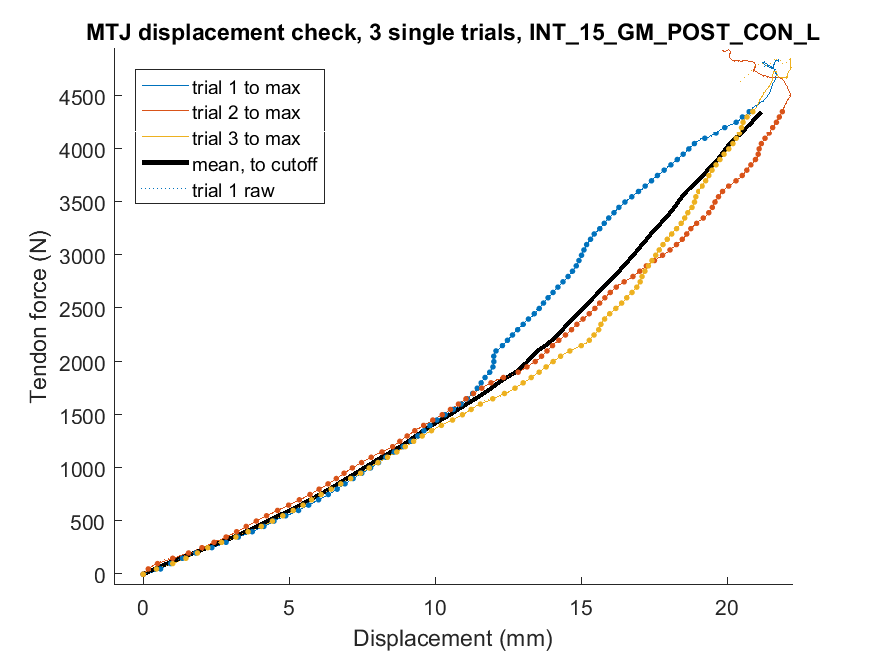 MTJ displacement check, 3 single trials, INT_15_GM_POST_CON_L
trial 1 to max
trial 2 to max
trial 3 to max
mean, to cutoff
trial 1 raw
Tendon force (N)
4500
4000
3500
3000
2500
2000
1500
1000
500
0
0 5 10 15 20
Displacement (mm)